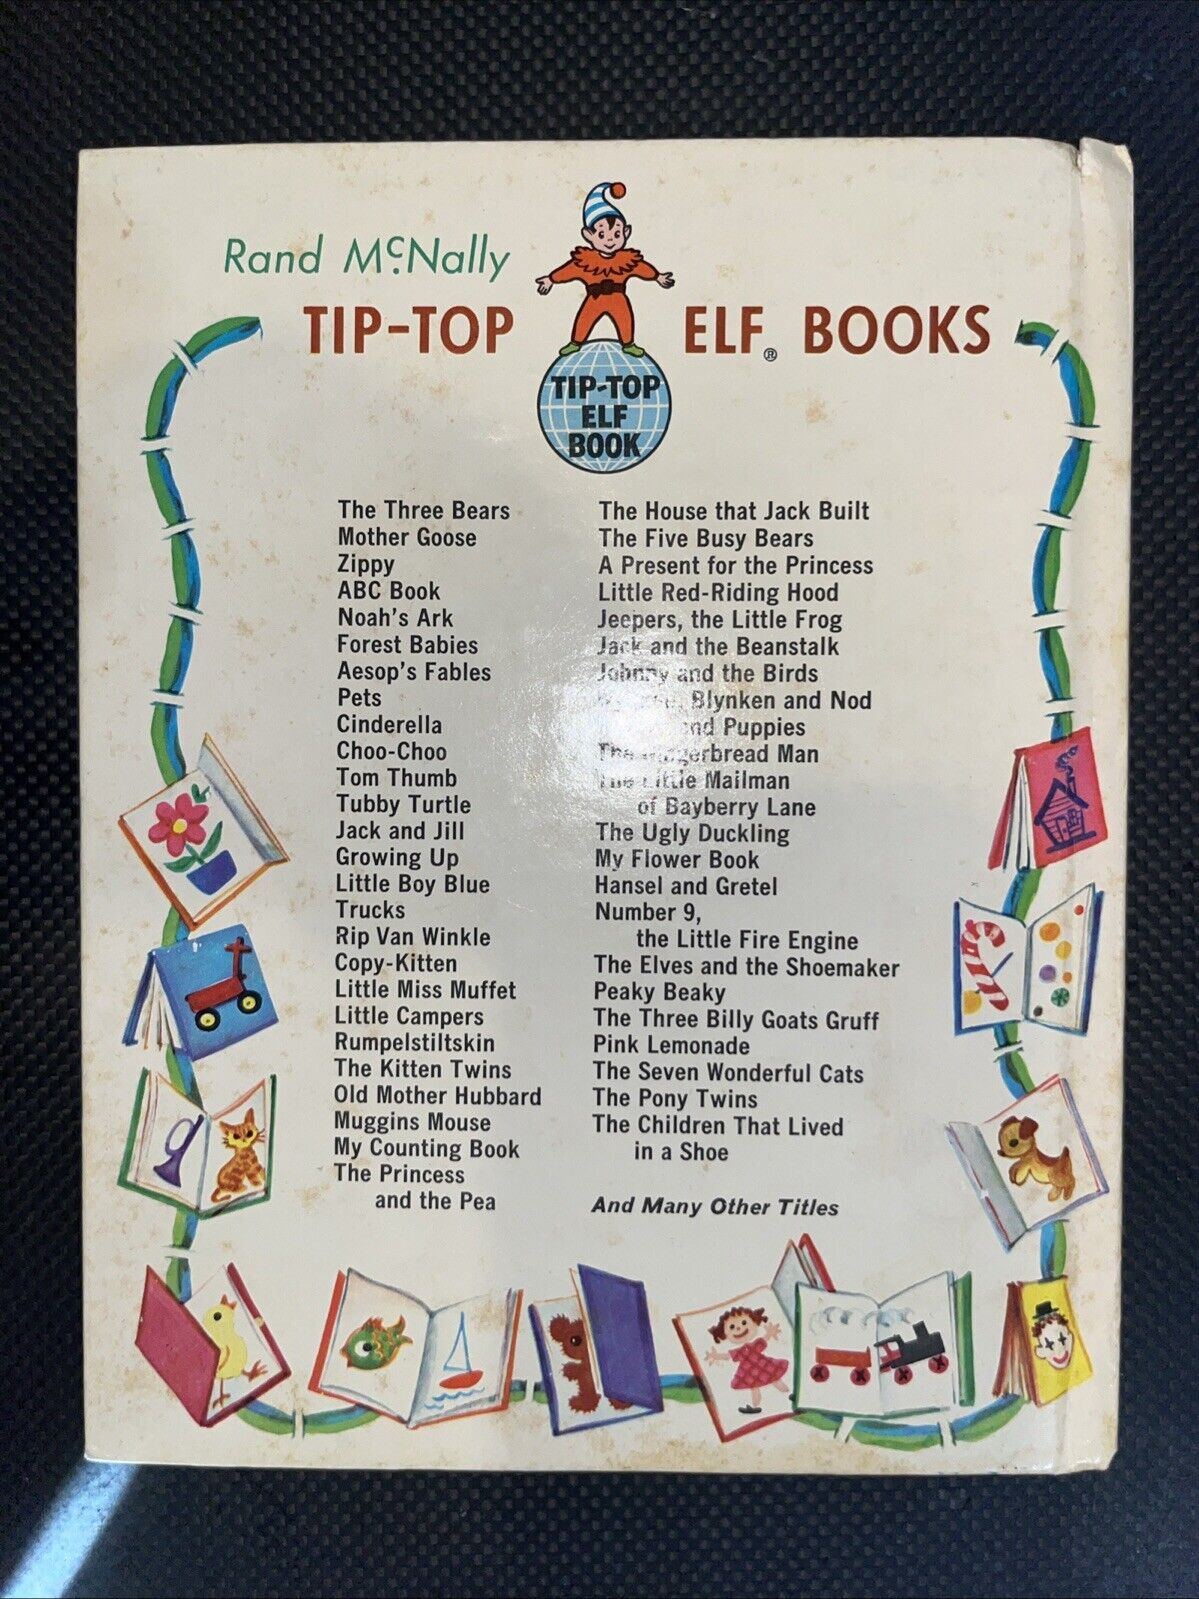 Rand McNally
TIP-TOP ELF® BOOKS
TIP-TOP
ELF
BOOK
The Three Bears
Mother Goose
Zippy
ABC Book
Noah's Ark
Forest Babies
Aesop's Fables
Pets
Cinderella
Choo-Choo
Tom Thumb
Tubby Turtle
Jack and Jill
Growing Up
Little Boy Blue
Trucks
Rip Van Winkle
Copy-Kitten
Little Miss Muffet
Little Campers
Rumpelstiltskin
The Kitten Twins
Old Mother Hubbard
Muggins Mouse
My Counting Book
The Princess
and the Pea
The House that Jack Built
The Five Busy Bears
A Present for the Princess
Little Red-Riding Hood
Jeepers, the Little Frog
Jack and the Beanstalk
Johnny and the Birds
Blynken and Nod
and Puppies
The Gingerbread Man
The Little Mailman
of Bayberry Lane
The Ugly Duckling
My Flower Book
Hansel and Gretel
Number 9,
the Little Fire Engine
The Elves and the Shoemaker
Peaky Beaky
The Three Billy Goats Gruff
Pink Lemonade
The Seven Wonderful Cats
The Pony Twins
The Children That Lived
in a Shoe
And Many Other Titles